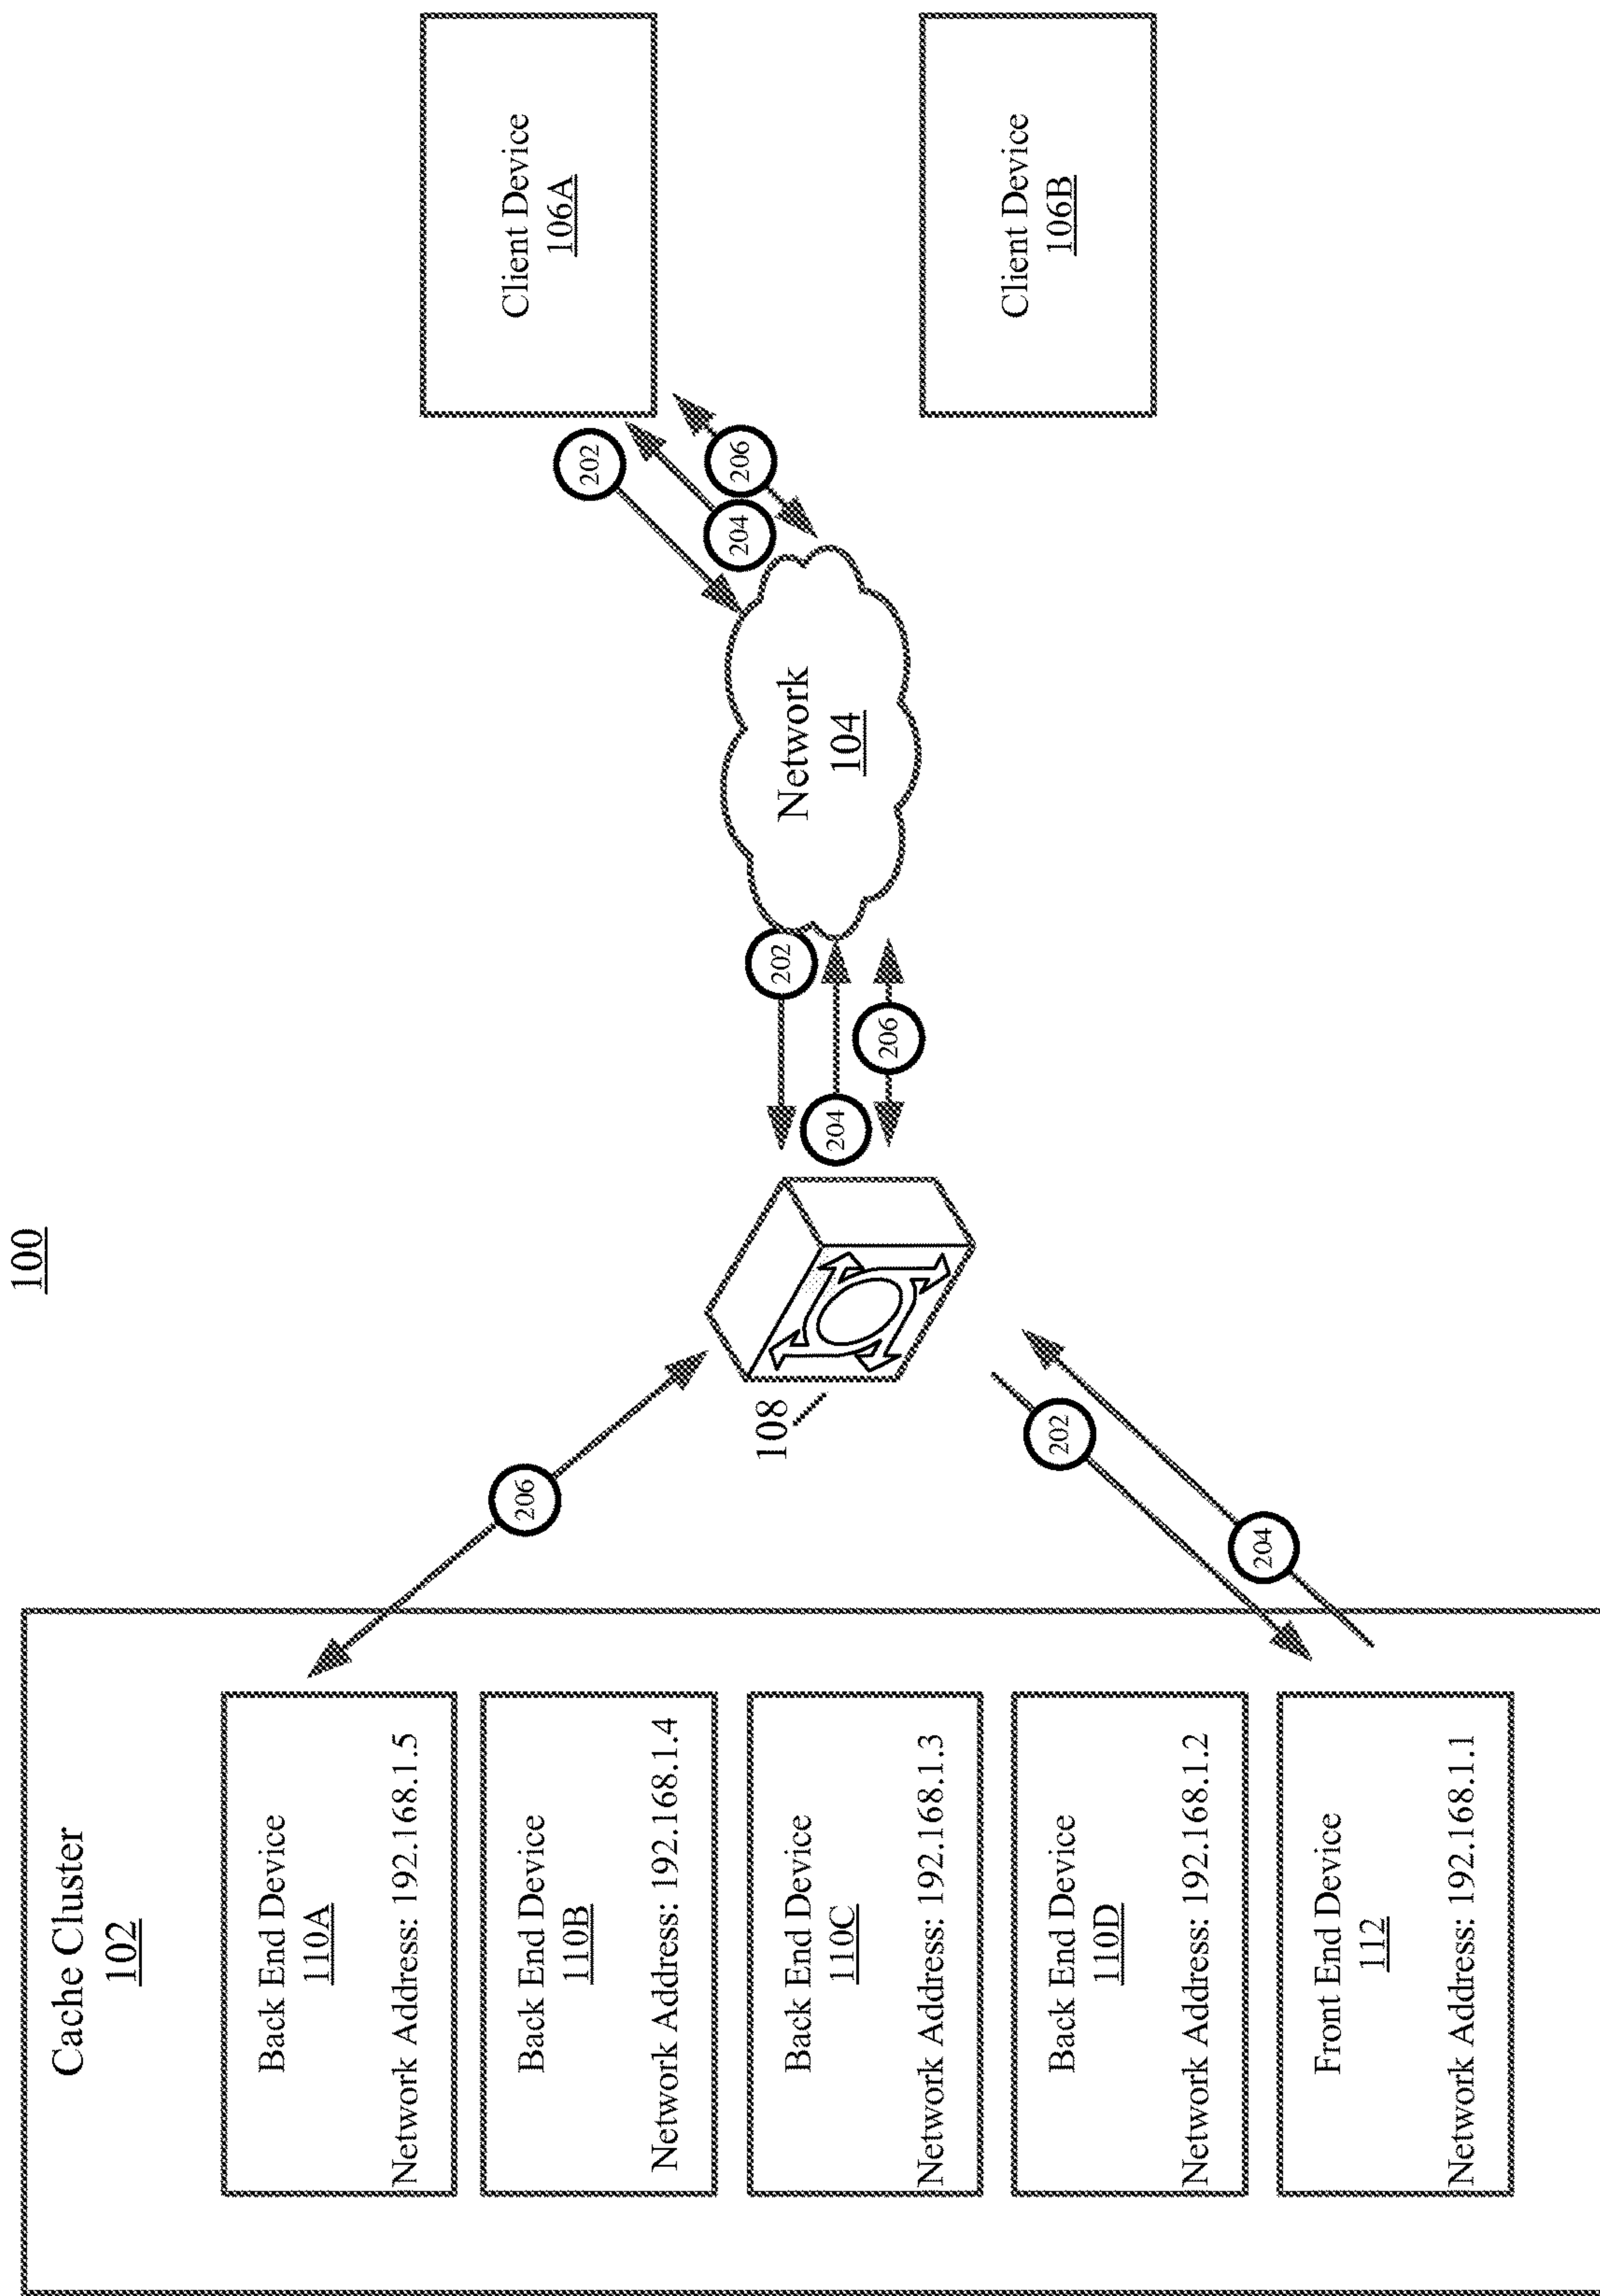 100
Cache Cluster
102
Back End Device
110A
Network Address: 192.168.1.5
Back End Device
110B
Network Address: 192.168.1.4
Back End Device
110C
Network Address: 192.168.1.3
Back End Device
110D
Network Address: 192.168.1.2
Front End Device
112
Network Address: 192.168.1.1
206
202
204
108
202
204
206
Network
104
202
204
206
Client Device
106A
Client Device
106B